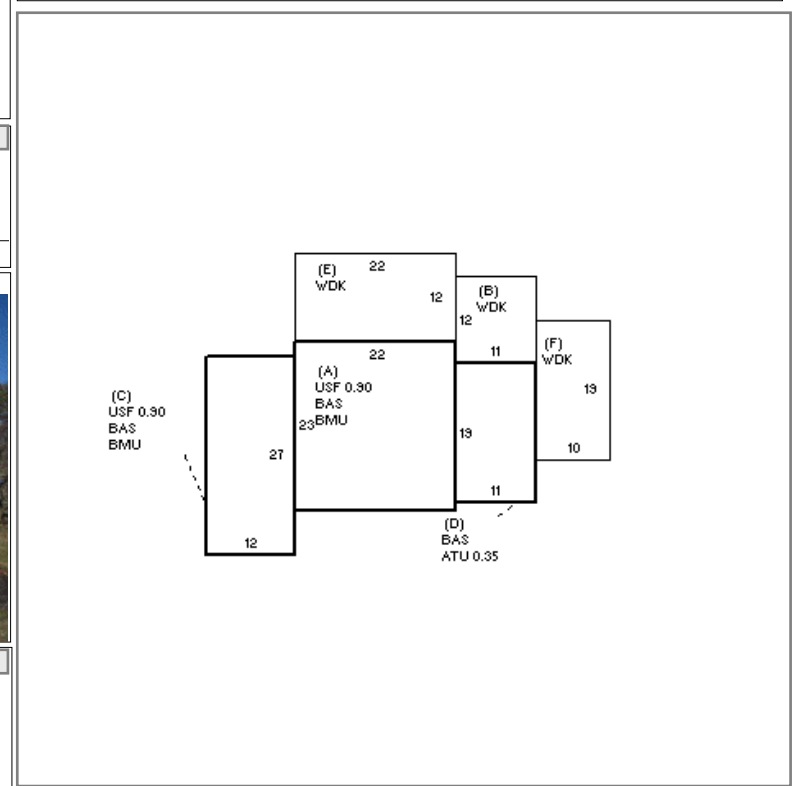 (E)
WDK
22
12
(B)
WDK
12
11
(F)
WDK
19
10
22
(A)
USF 0.90
BAS
BMU
23
(C)
USF 0.90
BAS
BMU
27
12
19
11
(D)
BAS
ATU 0.35